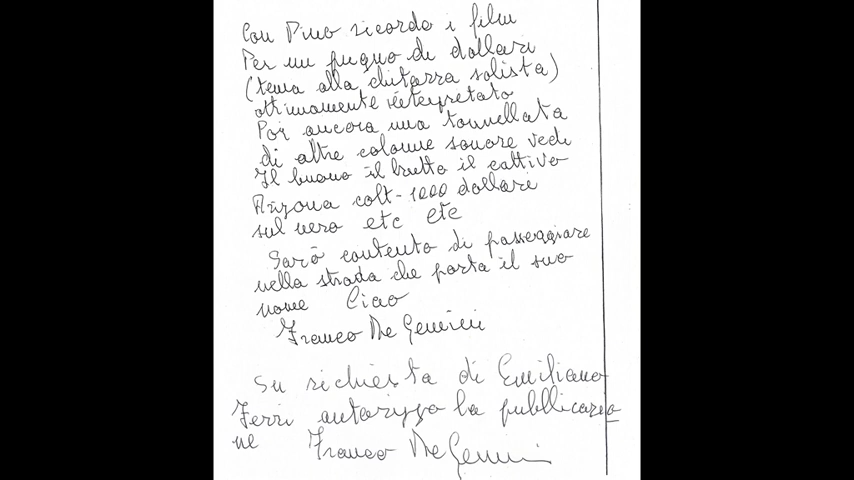 Con Pino ricordo i film
Per un pugno di dollari
(tema alla chitarra solista)
ottimamente interpretato
Poi ancora una tonnellata
di altre colonne sonore vedi
Il buono il brutto il cattivo
Arizona colt - 1000 dollari
sul nero etc etc
Sarò contento di passeggiare
nella strada che porta il suo
nome Ciao
Franco De Gemini
Su richiesta di Emiliano
Ferri autorizzo la pubblicazio
ne Franco De Gemini